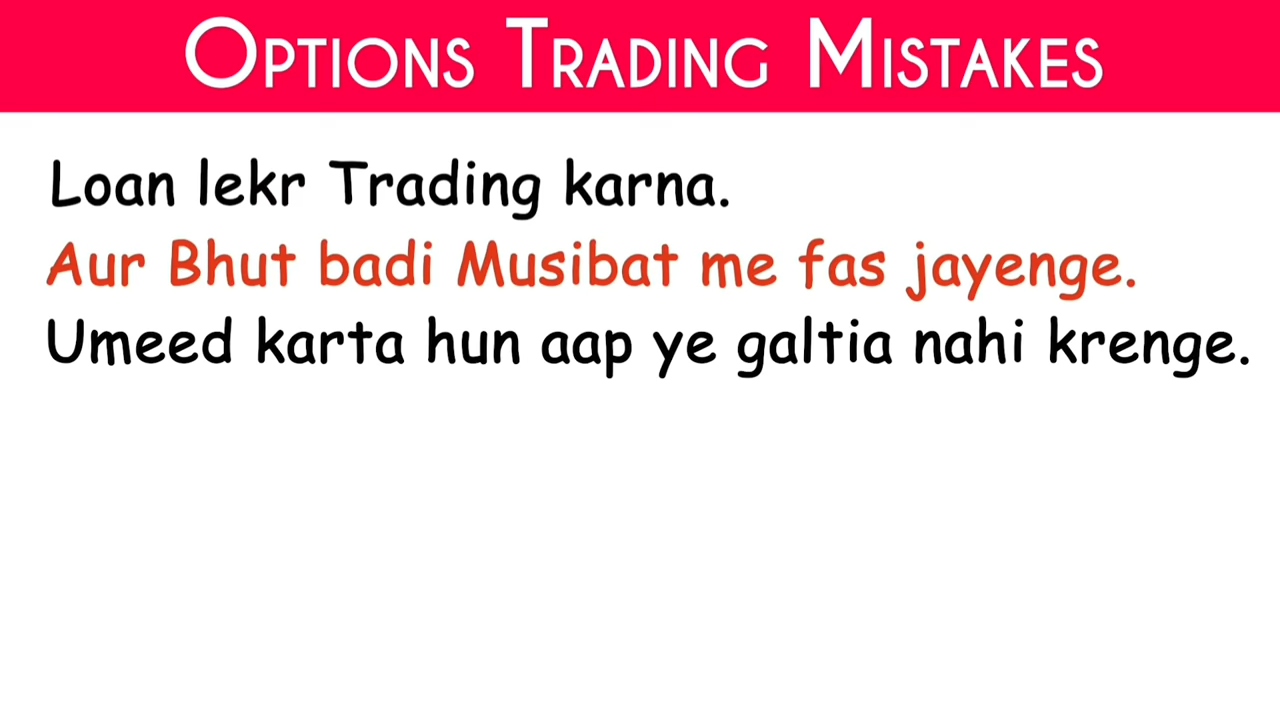 Options Trading Mistakes
Loan lekr Trading karna.
Aur Bhut badi Musibat me fas jayenge.
Umeed karta hun aap ye galtia nahi krenge.